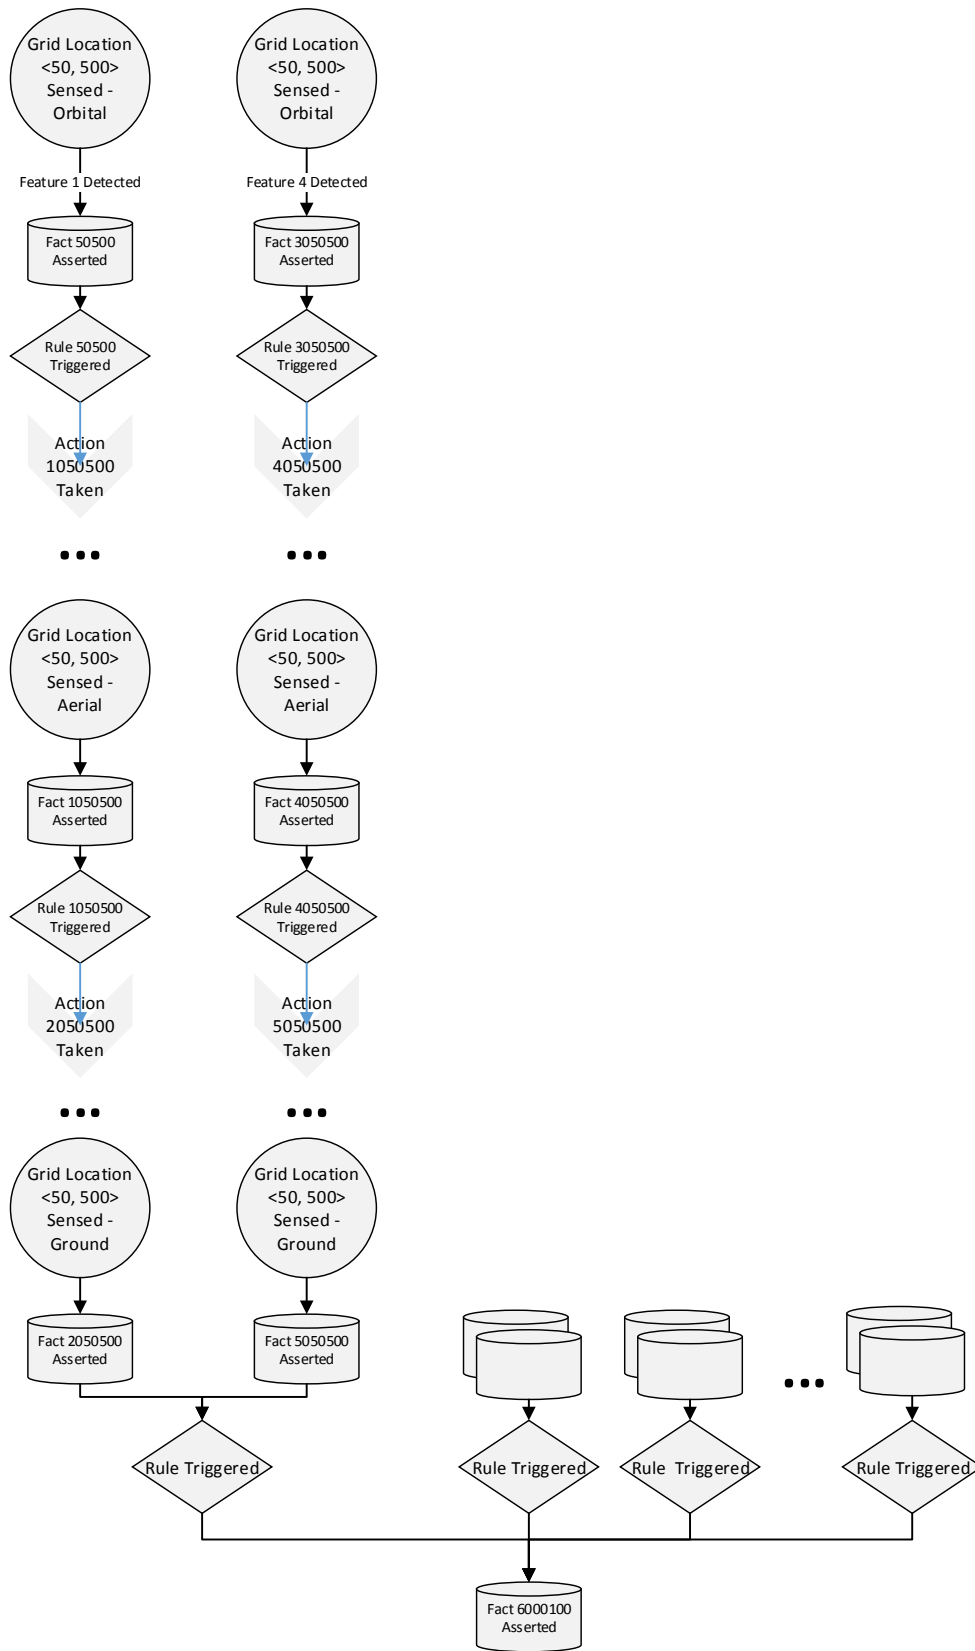 Grid Location
<50, 500>
Sensed -
Orbital
Grid Location
<50, 500>
Sensed -
Orbital
Feature 1 Detected
Feature 4 Detected
Fact 50500
Asserted
Fact 3050500
Asserted
Rule 50500
Triggered
Rule 3050500
Triggered
Action
1050500
Taken
Action
4050500
Taken
...
...
Grid Location
<50, 500>
Sensed -
Aerial
Grid Location
<50, 500>
Sensed -
Aerial
Fact 1050500
Asserted
Fact 4050500
Asserted
Rule 1050500
Triggered
Rule 4050500
Triggered
Action
2050500
Taken
Action
5050500
Taken
...
...
Grid Location
<50, 500>
Sensed -
Ground
Grid Location
<50, 500>
Sensed -
Ground
Fact 2050500
Asserted
Fact 5050500
Asserted
...
Rule Triggered
Rule Triggered
Rule Triggered
Rule Triggered
Fact 6000100
Asserted